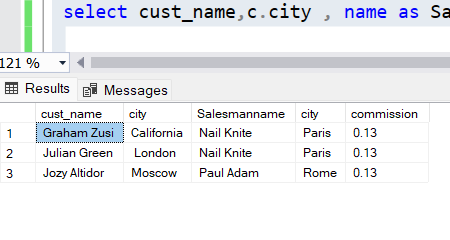 select cust_name,c.city , name as Sa
121 %
Results Messages
cust_name city Salesmanname city commission
1 Graham Zusi California Nail Knite Paris 0.13
2 Julian Green London Nail Knite Paris 0.13
3 Jozy Altidor Moscow Paul Adam Rome 0.13